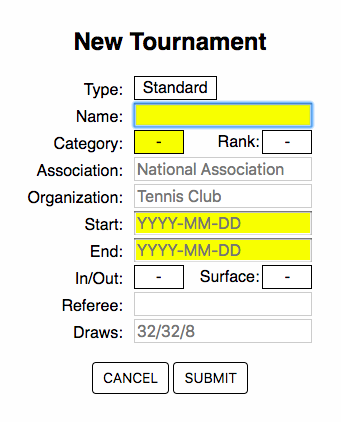 New Tournament
Type: Standard
Name:
Category: - Rank: -
Association: National Association
Organization: Tennis Club
Start: YYYY-MM-DD
End: YYYY-MM-DD
In/Out: - Surface: -
Referee:
Draws: 32/32/8
CANCEL SUBMIT